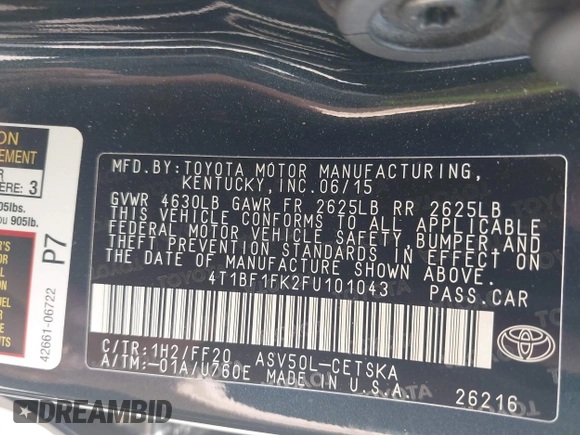 MFD.BY: TOYOTA MOTOR MANUFACTURING,
KENTUCKY, INC. 06/15
GVWR 4630LB GAWR FR 2625LB RR 2625LB
THIS VEHICLE CONFORMS TO ALL APPLICABLE
FEDERAL MOTOR VEHICLE SAFETY, BUMPER, AND
THEFT PREVENTION STANDARDS IN EFFECT ON
THE DATE OF MANUFACTURE SHOWN ABOVE.
4T1BF1FK2FU101043 PASS.CAR
C/TR: 1H2/FF20 ASV50L-CETSKA
A/TM: -01A/U760E MADE IN U.S.A.
26216
TOYOTA
P7
42661-06722
ERE: 3
905lb.
DREAMBID